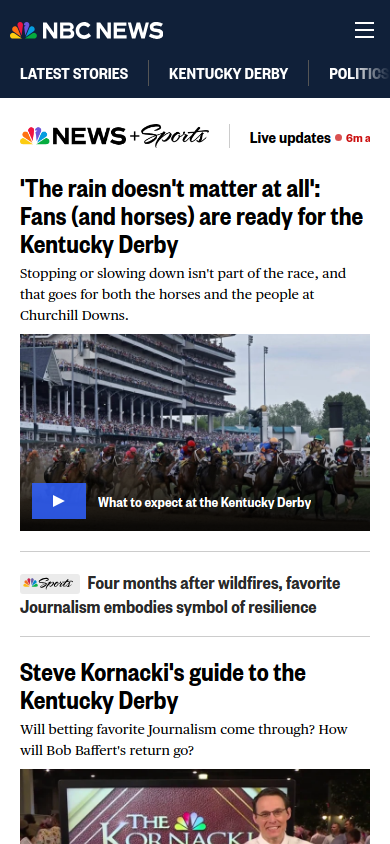 NBC NEWS
LATEST STORIES
KENTUCKY DERBY
POLITICS
NEWS + Sports
Live updates
6m a
'The rain doesn't matter at all':
Fans (and horses) are ready for the
Kentucky Derby
Stopping or slowing down isn't part of the race, and
that goes for both the horses and the people at
Churchill Downs.
What to expect at the Kentucky Derby
Sports Four months after wildfires, favorite
Journalism embodies symbol of resilience
Steve Kornacki's guide to the
Kentucky Derby
Will betting favorite Journalism come through? How
will Bob Baffert's return go?
THE
KORNACKI